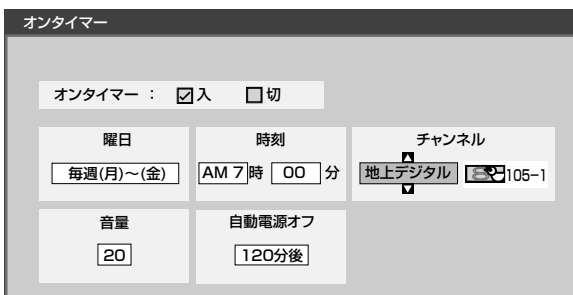 オンタイマー
オンタイマー ： 入 切
曜日 時刻 チャンネル
毎週(月)～(金) AM 7時 00 分 地上デジタル 105-1
音量 自動電源オフ
20 120分後